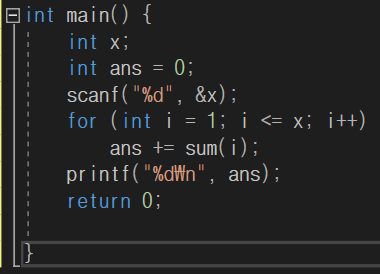 int main() {
int x;
int ans = 0;
scanf("%d", &x);
for (int i = 1; i <= x; i++)
ans += sum(i);
printf("%d₩n", ans);
return 0;
}